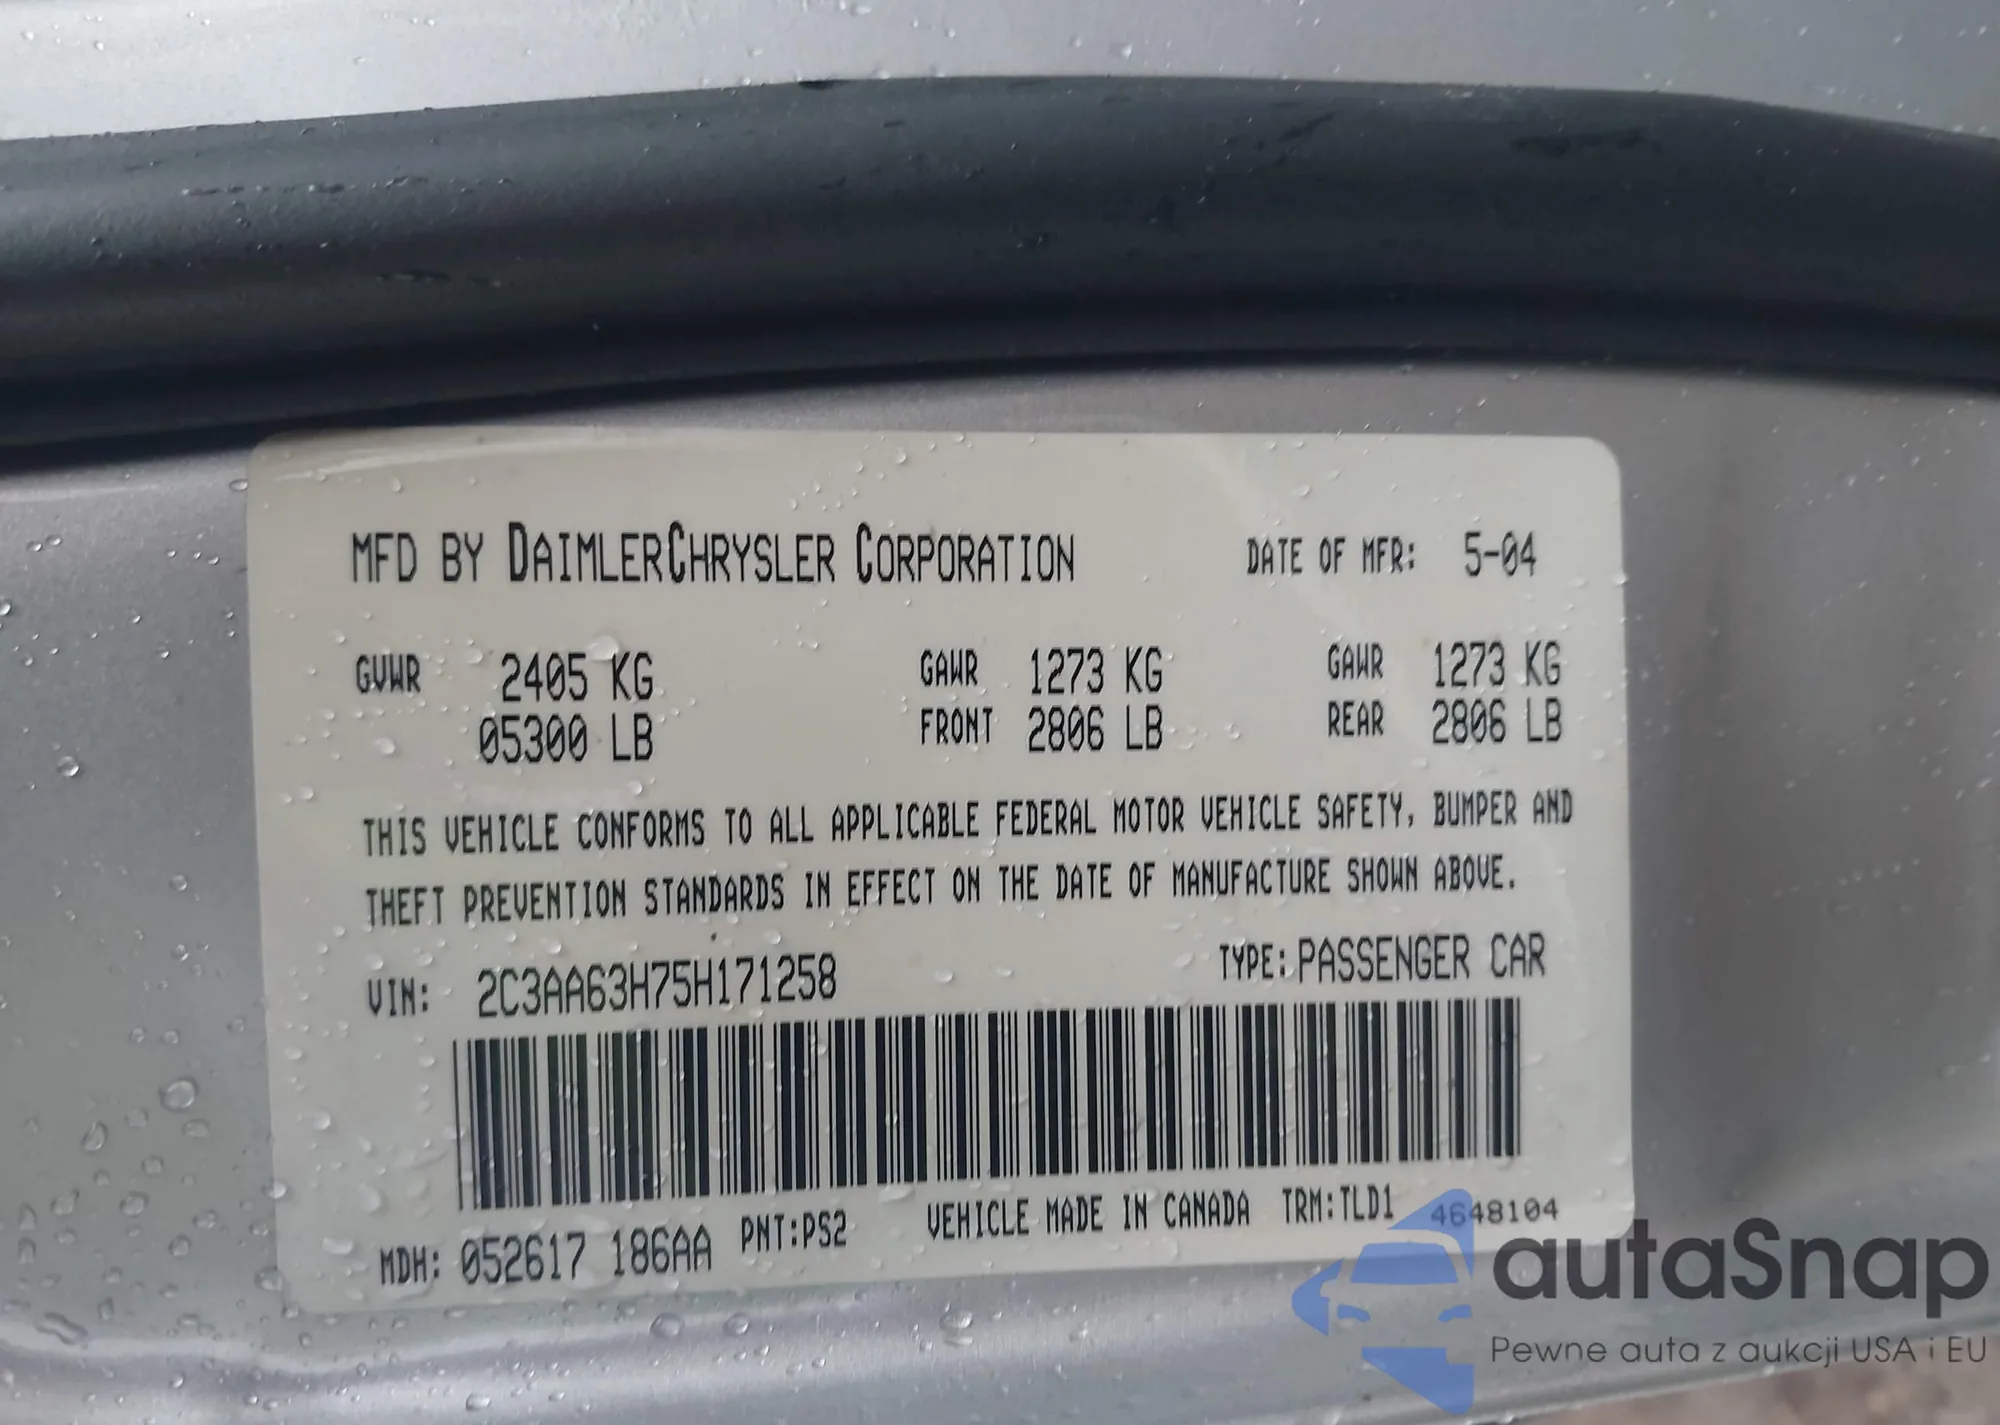 MFD BY DAIMLERCHRYSLER CORPORATION DATE OF MFR: 5-04
GVWR 2405 KG GAWR 1273 KG GAWR 1273 KG
05300 LB FRONT 2806 LB REAR 2806 LB
THIS VEHICLE CONFORMS TO ALL APPLICABLE FEDERAL MOTOR VEHICLE SAFETY, BUMPER AND
THEFT PREVENTION STANDARDS IN EFFECT ON THE DATE OF MANUFACTURE SHOWN ABOVE.
VIN: 2C3AA63H75H171258 TYPE: PASSENGER CAR
MDH: 052617 186AA PNT:PS2 VEHICLE MADE IN CANADA TRM:TLD1 4648104
autaSnap
Pewne auta z aukcji USA i EU